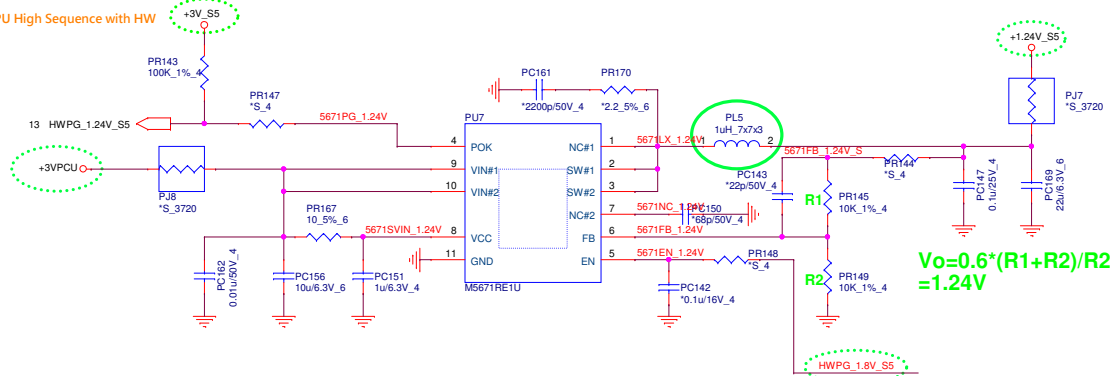 PU High Sequence with HW
+3V_S5
+1.24V_S5
PR143
100K_1%_4
PC161
*2200p/50V_4
PR170
*2.2_5%_6
PJ7
*S_3720
PR147
*S_4
13 HWPG_1.24V_S5
5671PG_1.24V
PU7
PL5
1uH_7x7x3
4
POK
NC#1
1
5671LX_1.24V
1
2
5671FB_1.24V_S
+3VPCU
9
VIN#1
SW#1
2
PR144
*S_4
10
VIN#2
SW#2
3
PJ8
*S_3720
PC143
*22p/50V_4
R1
PR145
10K_1%_4
PC147
0.1u/25V_4
PC169
22u/6.3V_6
NC#2
7
5671NC_1.24V
PC150
*68p/50V_4
PR167
10_5%_6
5671SVIN_1.24V
8
VCC
FB
6
5671FB_1.24V
11
GND
EN
5
5671EN_1.24V
PR148
*S_4
PC162
0.01u/50V_4
PC156
10u/6.3V_6
PC151
1u/6.3V_4
M5671RE1U
PC142
*0.1u/16V_4
R2
PR149
10K_1%_4
Vo=0.6*(R1+R2)/R2
=1.24V
HWPG_1.8V_S5